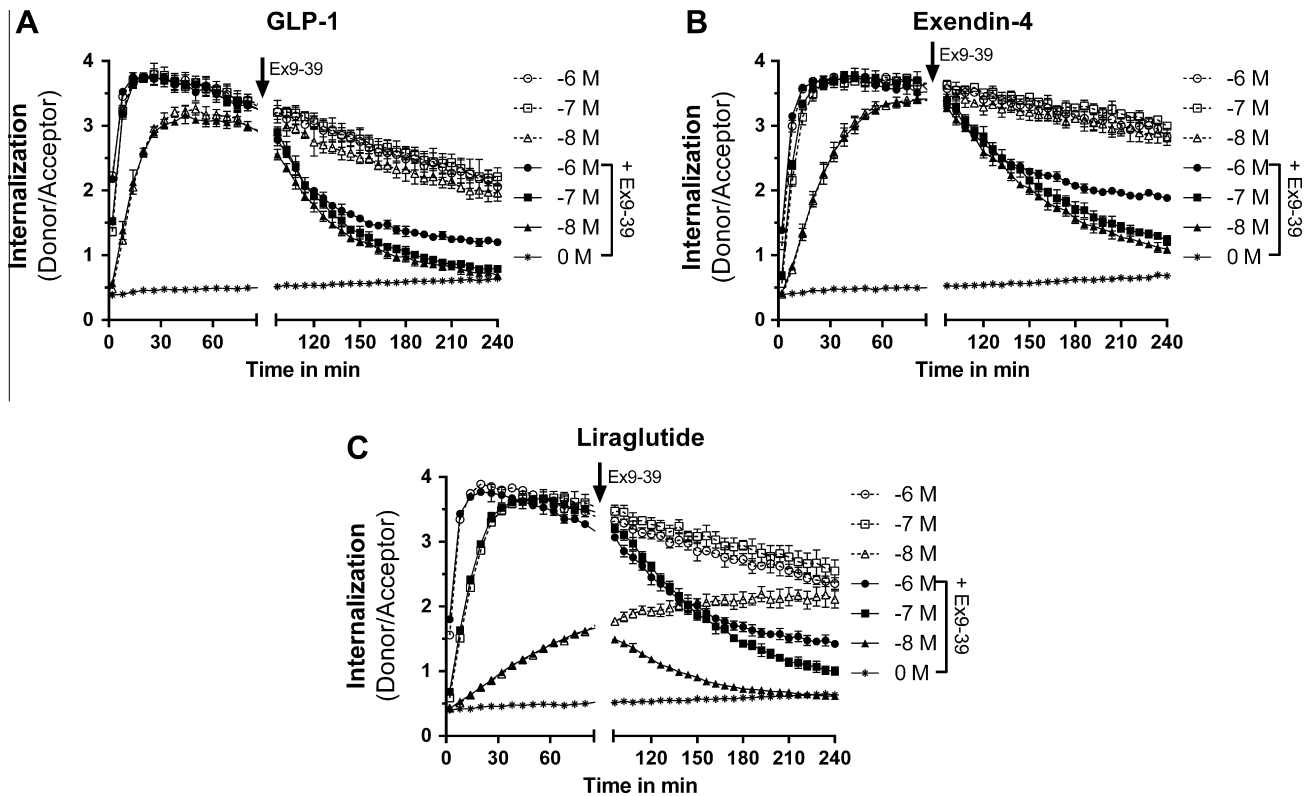 A
GLP-1
Ex9-39
Internalization
(Donor/Acceptor)
4
3
2
1
0
0
30
60
120
150
180
210
240
Time in min
-6 M
-7 M
-8 M
-6 M
-7 M
-8 M
0 M
+ Ex9-39
B
Exendin-4
Ex9-39
Internalization
(Donor/Acceptor)
4
3
2
1
0
0
30
60
120
150
180
210
240
Time in min
-6 M
-7 M
-8 M
-6 M
-7 M
-8 M
0 M
+ Ex9-39
C
Liraglutide
Ex9-39
Internalization
(Donor/Acceptor)
4
3
2
1
0
0
30
60
120
150
180
210
240
Time in min
-6 M
-7 M
-8 M
-6 M
-7 M
-8 M
0 M
+ Ex9-39